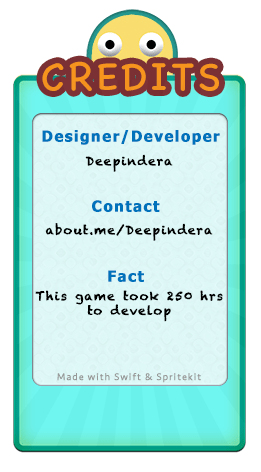 CREDITS
Designer/Developer
Deepindera
Contact
about.me/Deepindera
Fact
This game took 250 hrs
to develop
Made with Swift & SpriteKit